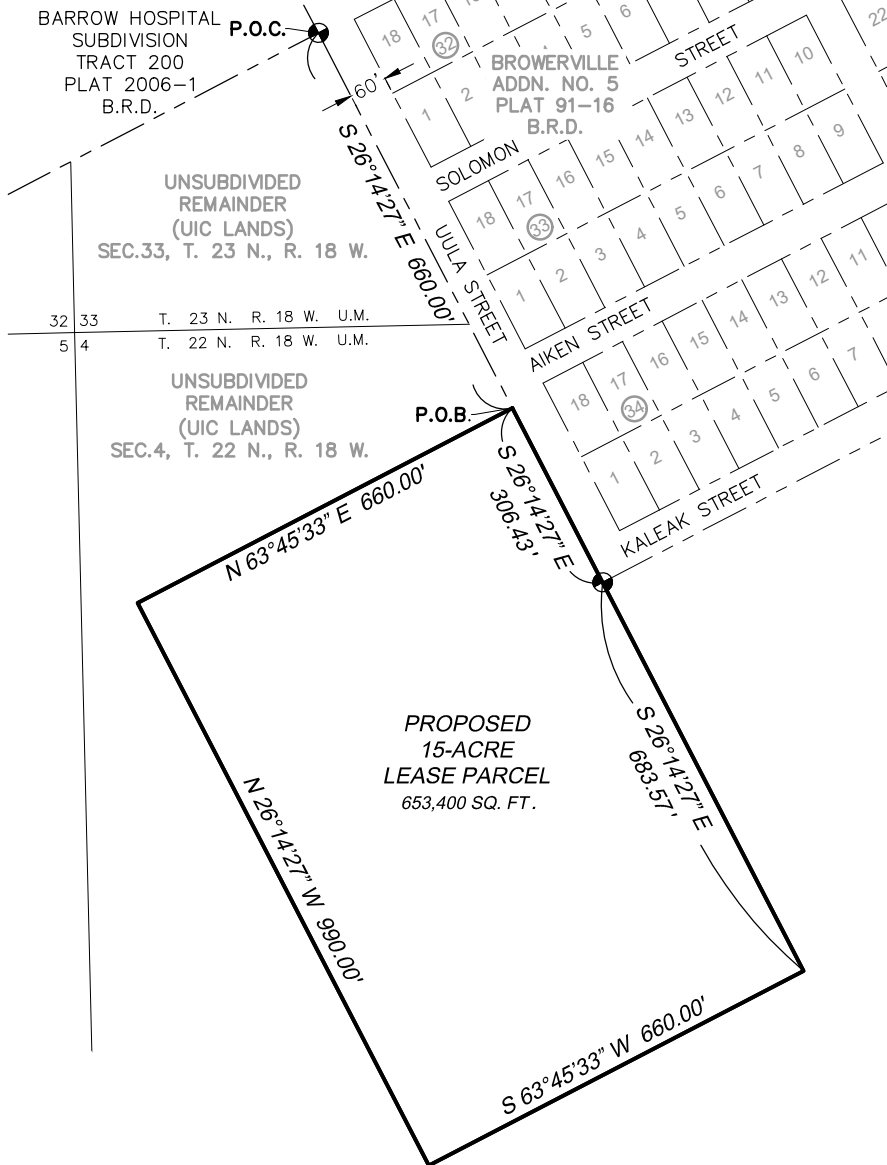 BARROW HOSPITAL
SUBDIVISION
TRACT 200
PLAT 2006-1
B.R.D.
P.O.C.
60'
S 26°14'27" E 660.00'
18
17
32
1
2
5
6
22
BROWERVILLE
ADDN. NO. 5
PLAT 91-16
B.R.D.
SOLOMON
STREET
18
17
16
15
14
13
12
11
10
33
1
2
3
4
5
6
7
8
9
UULA STREET
AIKEN STREET
18
17
16
15
14
13
12
11
34
1
2
3
4
5
6
7
KALEAK STREET
UNSUBDIVIDED
REMAINDER
(UIC LANDS)
SEC.33, T. 23 N., R. 18 W.
32 33 T. 23 N. R. 18 W. U.M.
5 4 T. 22 N. R. 18 W. U.M.
UNSUBDIVIDED
REMAINDER
(UIC LANDS)
SEC.4, T. 22 N., R. 18 W.
P.O.B.
N 63°45'33" E 660.00'
S 26°14'27" E
306.43'
S 26°14'27" E
683.57'
PROPOSED
15-ACRE
LEASE PARCEL
653,400 SQ. FT.
N 26°14'27" W 990.00'
S 63°45'33" W 660.00'